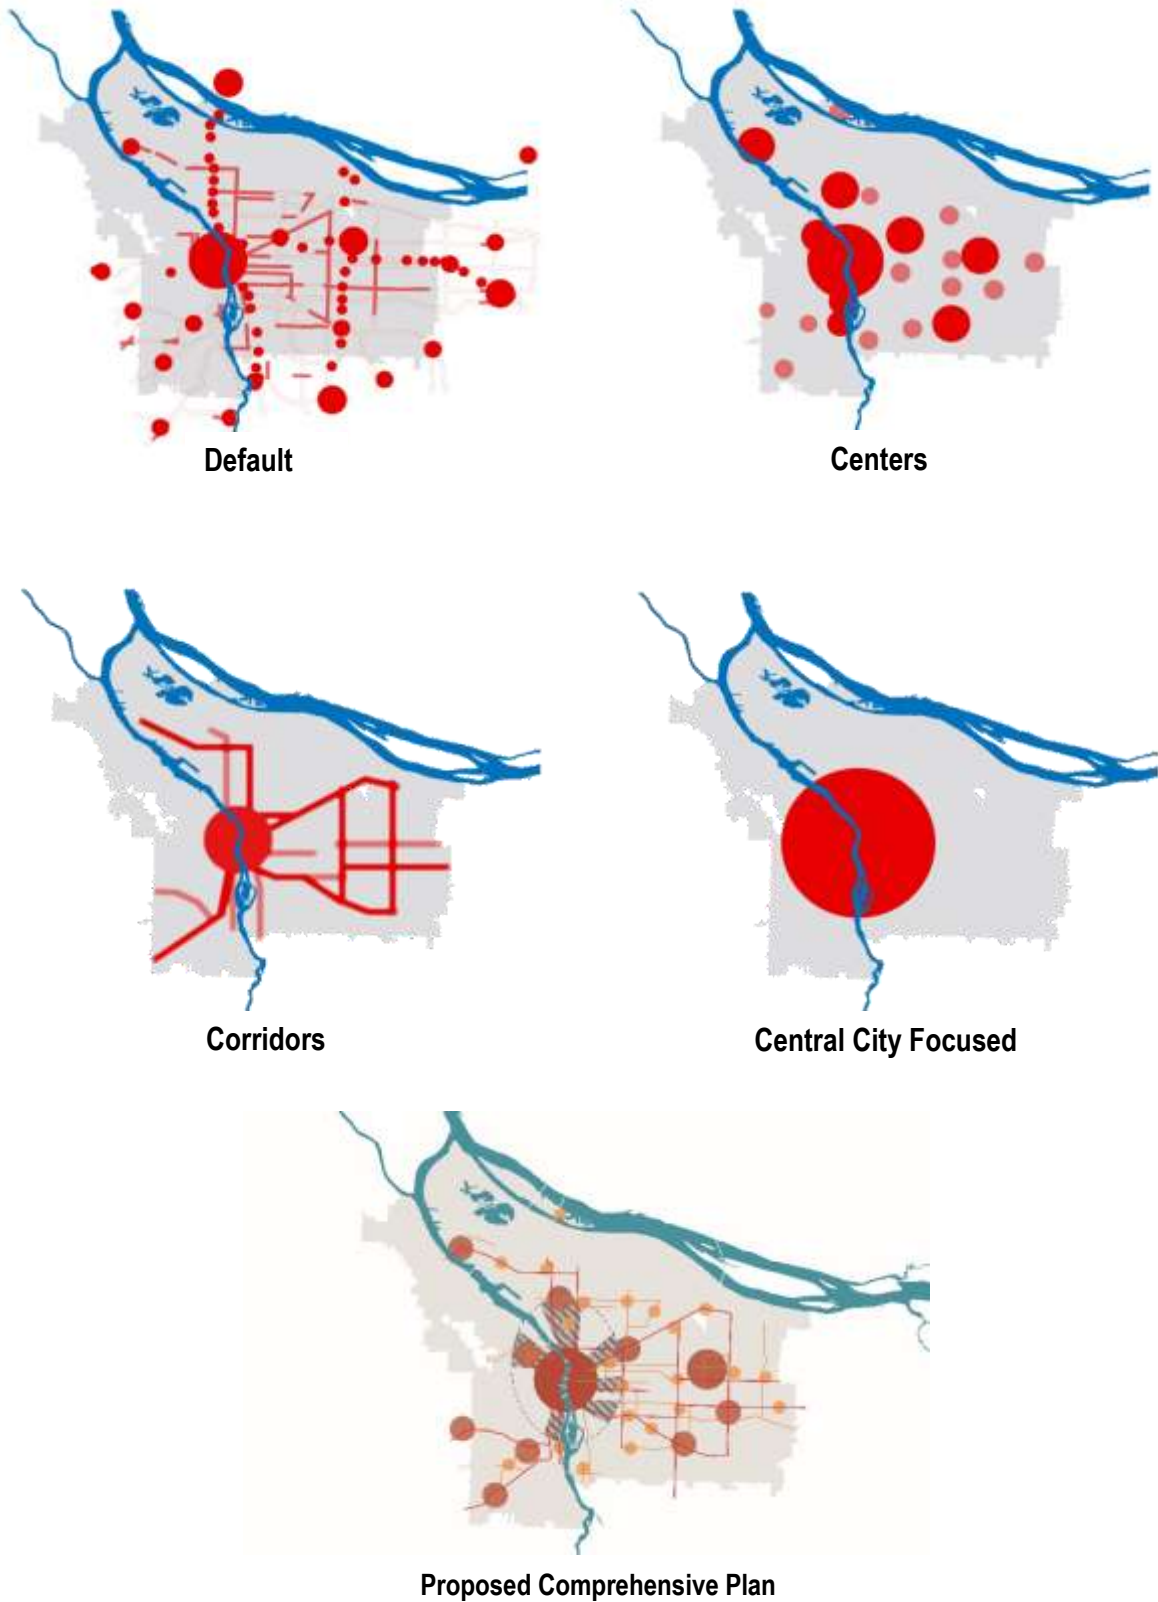 Default
Centers
Corridors
Central City Focused
Proposed Comprehensive Plan